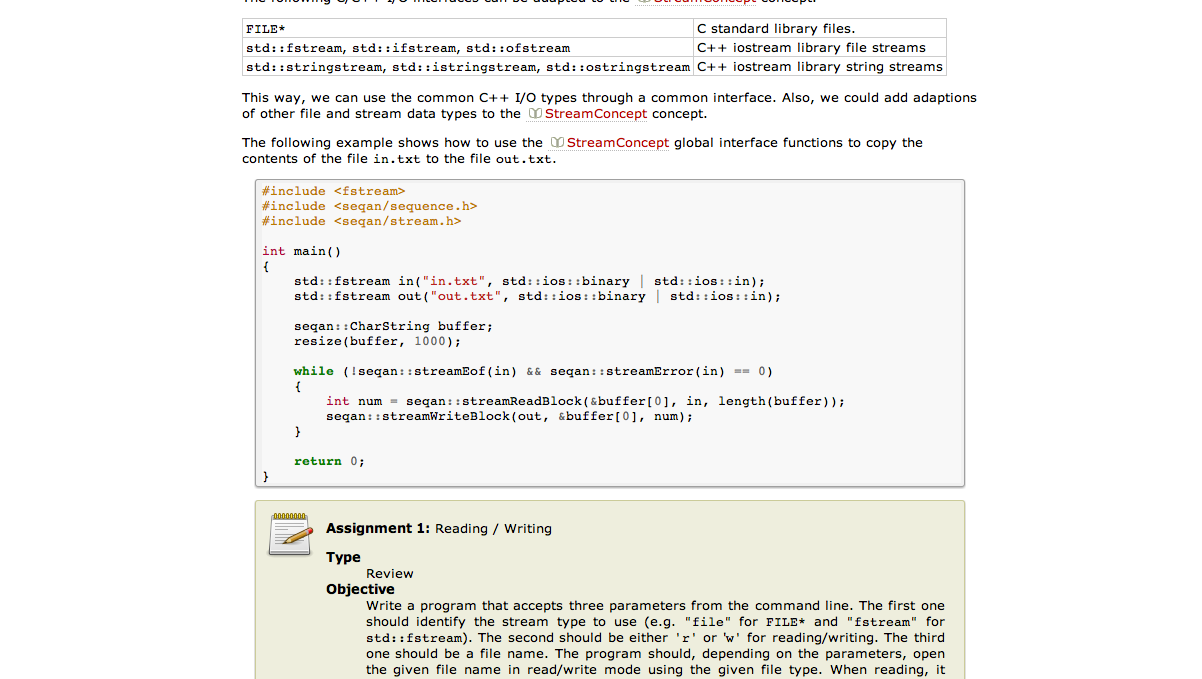 The following C/C++ I/O interfaces can be adapted to the StreamConcept concept.
FILE* C standard library files.
std::fstream, std::ifstream, std::ofstream C++ iostream library file streams
std::stringstream, std::istringstream, std::ostringstream C++ iostream library string streams
This way, we can use the common C++ I/O types through a common interface. Also, we could add adaptions
of other file and stream data types to the StreamConcept concept.
The following example shows how to use the StreamConcept global interface functions to copy the
contents of the file in.txt to the file out.txt.
#include <fstream>
#include <seqan/sequence.h>
#include <seqan/stream.h>
int main()
{
    std::fstream in("in.txt", std::ios::binary | std::ios::in);
    std::fstream out("out.txt", std::ios::binary | std::ios::in);
    seqan::CharString buffer;
    resize(buffer, 1000);
    while (!seqan::streamEof(in) && seqan::streamError(in) == 0)
    {
        int num = seqan::streamReadBlock(&buffer[0], in, length(buffer));
        seqan::streamWriteBlock(out, &buffer[0], num);
    }
    return 0;
}
Assignment 1: Reading / Writing
Type
Review
Objective
Write a program that accepts three parameters from the command line. The first one
should identify the stream type to use (e.g. "file" for FILE* and "fstream" for
std::fstream). The second should be either 'r' or 'w' for reading/writing. The third
one should be a file name. The program should, depending on the parameters, open
the given file name in read/write mode using the given file type. When reading, it